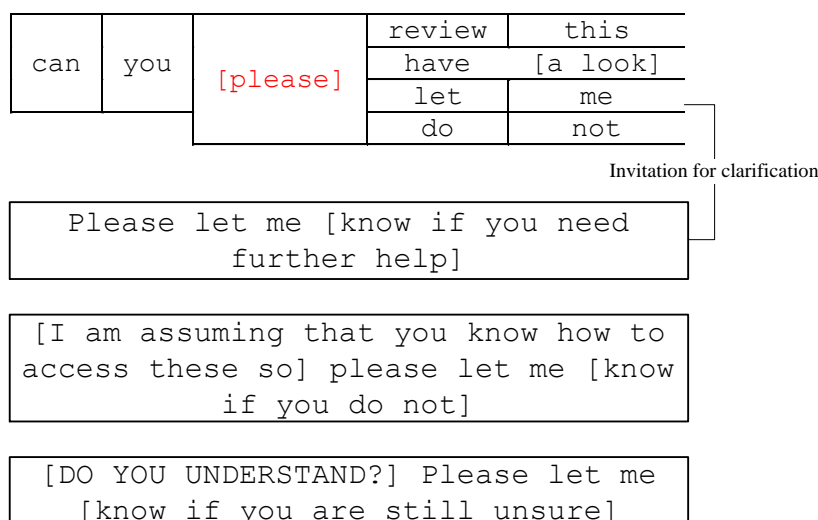 review this
can you [please] have [a look]
let me
do not
Invitation for clarification
Please let me [know if you need
further help]
[I am assuming that you know how to
access these so] please let me [know
if you do not]
[DO YOU UNDERSTAND?] Please let me
[know if you are still unsure]